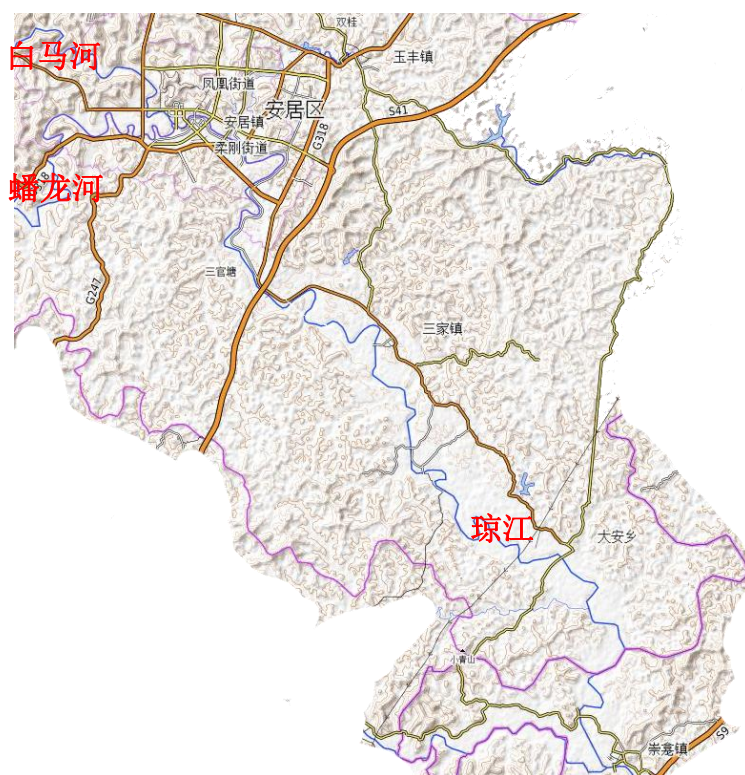 双桂
白马河
玉丰镇
凤凰街道
安居区
S41
安居镇
G318
柔刚街道
蟠龙河
三官塘
G247
三家镇
琼江
大安乡
小青山
崇龛镇
S9